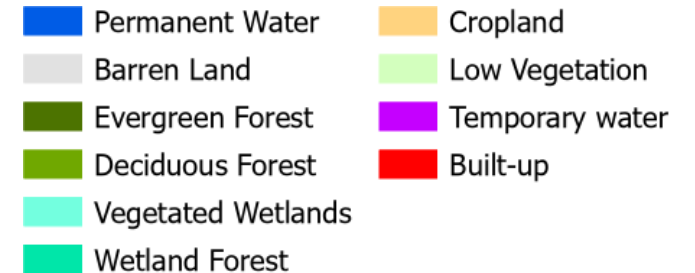 Permanent Water
Barren Land
Evergreen Forest
Deciduous Forest
Vegetated Wetlands
Wetland Forest
Cropland
Low Vegetation
Temporary water
Built-up